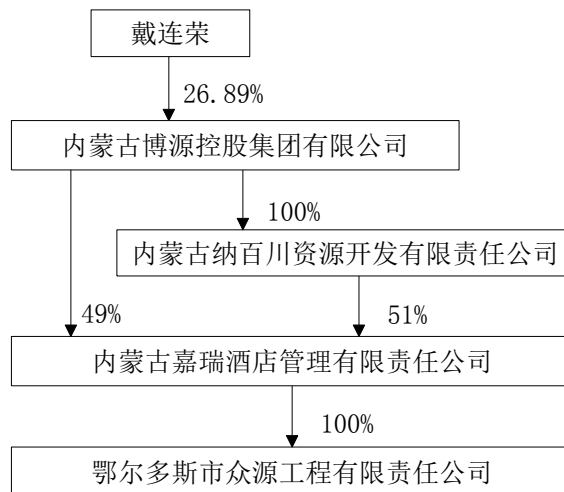 戴连荣
26.89%
内蒙古博源控股集团有限公司
100%
内蒙古纳百川资源开发有限责任公司
49%
51%
内蒙古嘉瑞酒店管理有限责任公司
100%
鄂尔多斯市众源工程有限责任公司